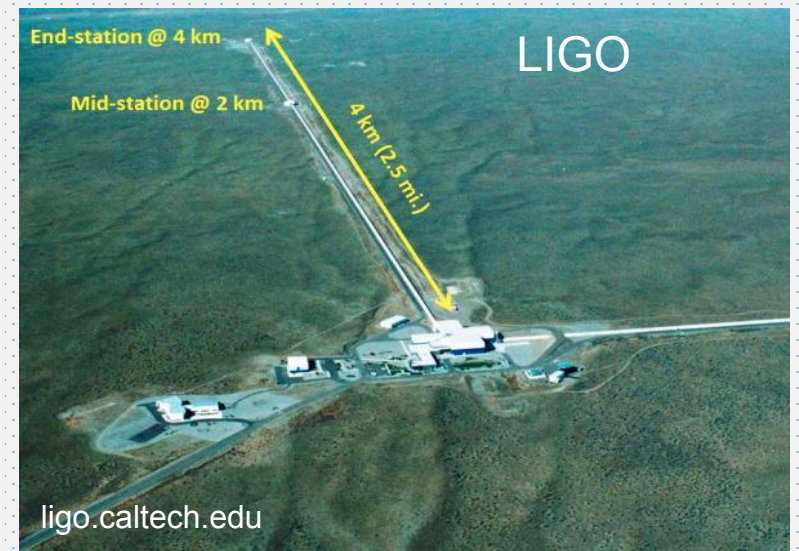 End-station @ 4 km
LIGO
Mid-station @ 2 km
4 km (2.5 mi.)
ligo.caltech.edu